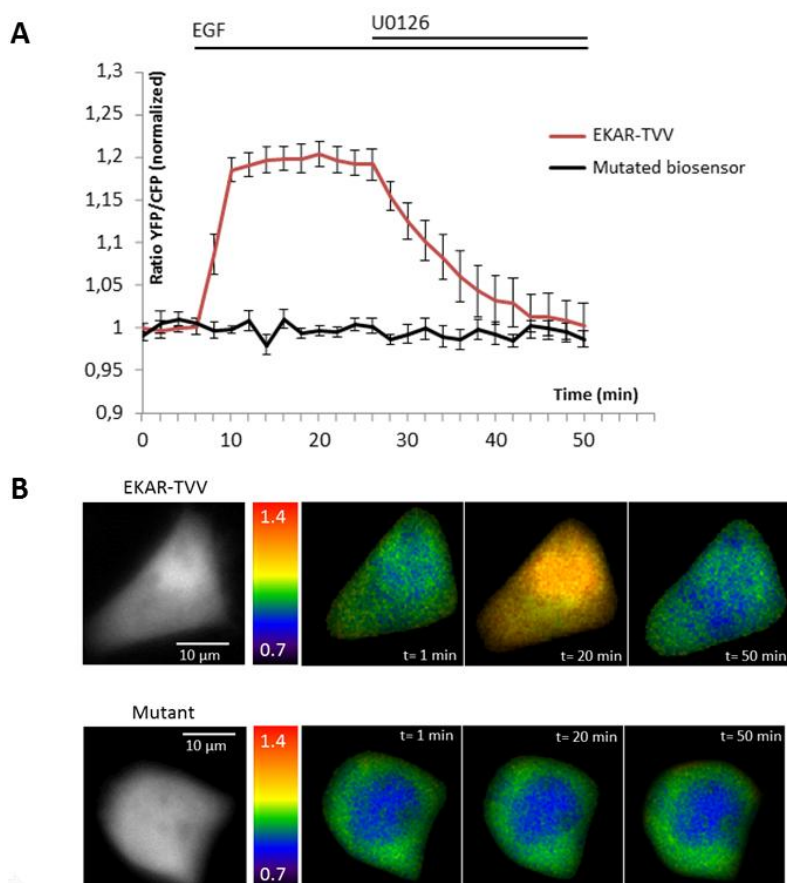 A
EGF
U0126
1,3
1,25
1,2
1,15
1,1
1,05
1
0,95
0,9
Ratio YFP/CFP (normalized)
EKAR-TVV
Mutated biosensor
Time (min)
0 10 20 30 40 50
B
EKAR-TVV
10 µm
1.4
0.7
t= 1 min
t= 20 min
t= 50 min
Mutant
10 µm
1.4
0.7
t= 1 min
t= 20 min
t= 50 min